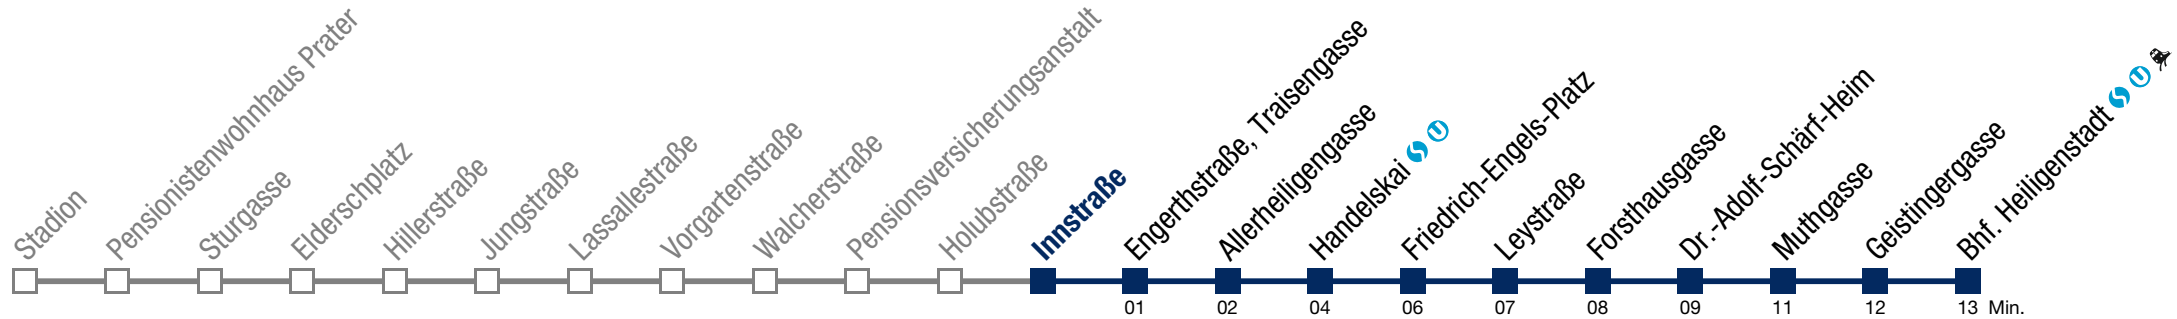 Stadion
Pensionistenwohnhaus Prater
Sturgasse
Elderschplatz
Hillerstraße
Jungstraße
Lassallestraße
Vorgartenstraße
Walcherstraße
Pensionsversicherungsanstalt
Holubstraße
Innstraße
Engerthstraße, Traisengasse
Allerheiligengasse
Handelskai S U
Friedrich-Engels-Platz
Leystraße
Forsthausgasse
Dr.-Adolf-Schärf-Heim
Muthgasse
Geistingergasse
Bhf. Heiligenstadt S U
01 02 04 06 07 08 09 11 12 13 Min.